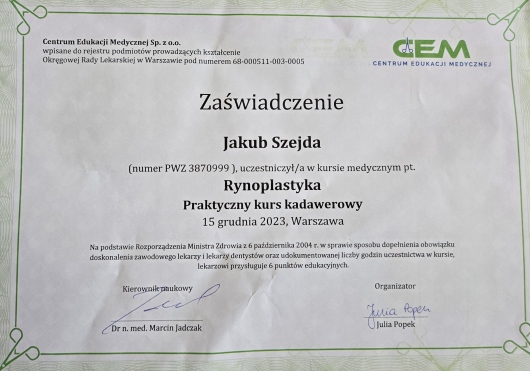 Centrum Edukacji Medycznej Sp. z o.o.
wpisane do rejestru podmiotów prowadzących kształcenie
Okręgowej Rady Lekarskiej w Warszawie pod numerem 68-000511-003-0005
CEM
CENTRUM EDUKACJI MEDYCZNEJ
Zaświadczenie
Jakub Szejda
(numer PWZ 3870999 ), uczestniczył/a w kursie medycznym pt.
Rynoplastyka
Praktyczny kurs kadawerowy
15 grudnia 2023, Warszawa
Na podstawie Rozporządzenia Ministra Zdrowia z 6 października 2004 r. w sprawie sposobu dopełnienia obowiązku
doskonalenia zawodowego lekarzy i lekarzy dentystów oraz udokumentowanej liczby godzin uczestnictwa w kursie,
lekarzowi przysługuje 6 punktów edukacyjnych.
Kierownik naukowy
Dr n. med. Marcin Jadczak
Organizator
Julia Popek
Julia Popek